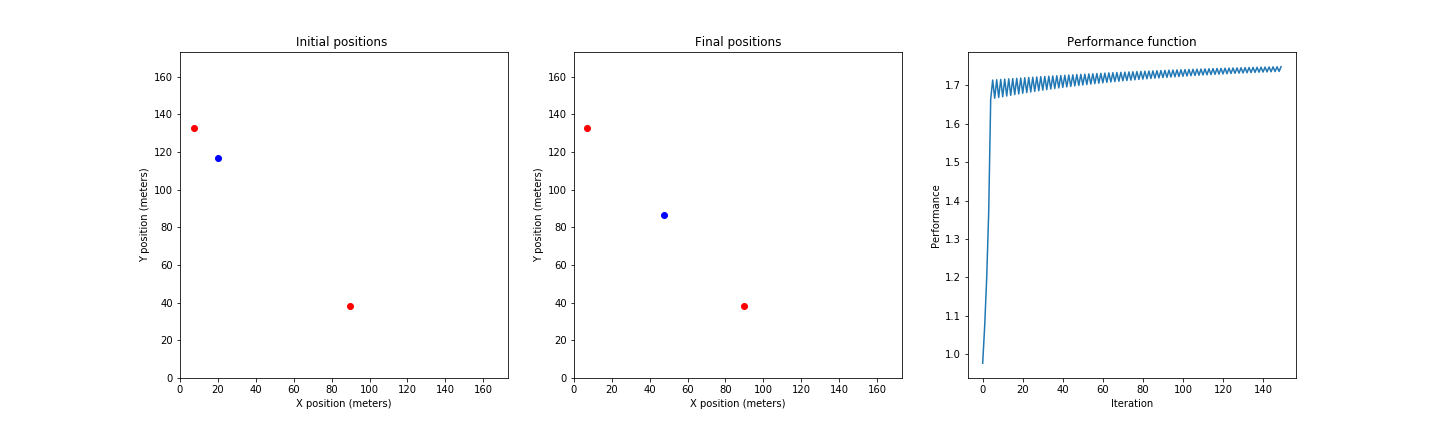 Initial positions
Y position (meters)
160
140
120
100
80
60
40
20
0
0 20 40 60 80 100 120 140 160
X position (meters)
Final positions
Y position (meters)
160
140
120
100
80
60
40
20
0
0 20 40 60 80 100 120 140 160
X position (meters)
Performance function
Performance
1.7
1.6
1.5
1.4
1.3
1.2
1.1
1.0
0 20 40 60 80 100 120 140
Iteration